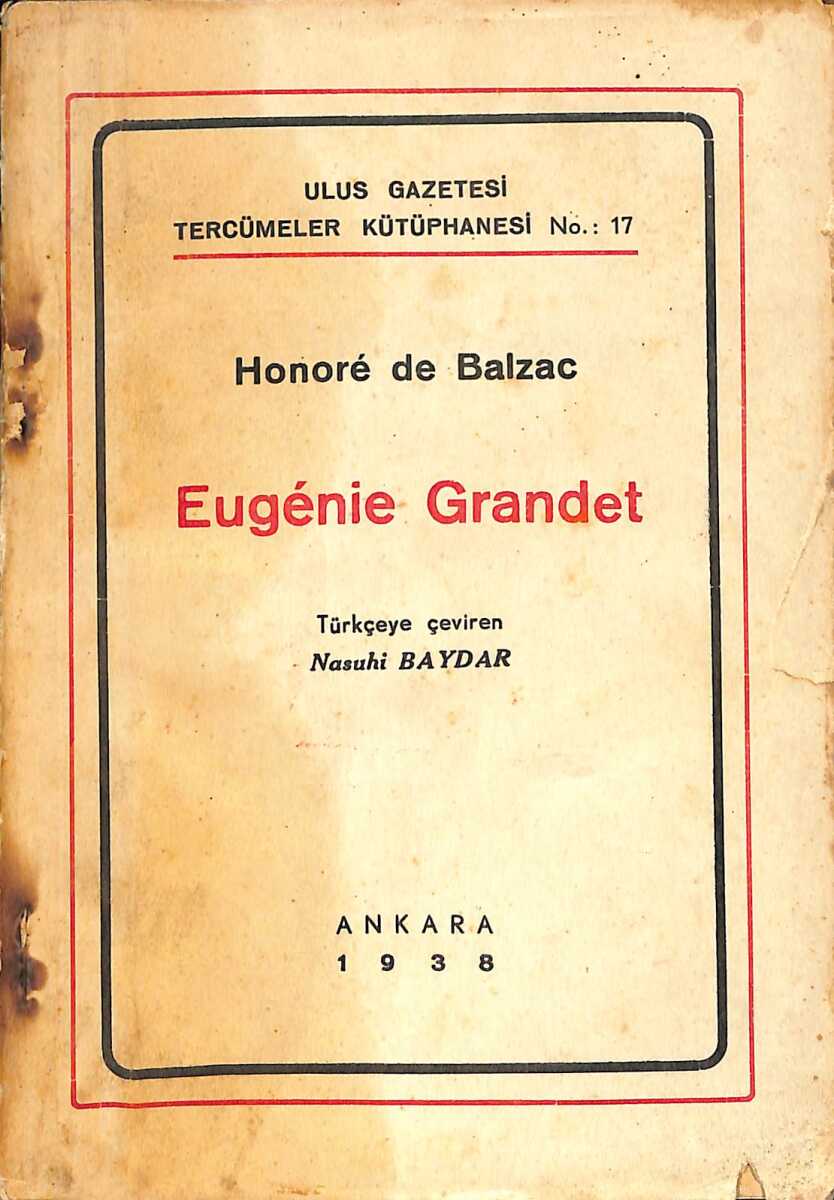 ULUS GAZETESİ
TERCÜMELER KÜTÜPHANESİ No.: 17
Honoré de Balzac
Eugénie Grandet
Türkçeye çeviren
Nasuhi BAYDAR
ANKARA
1938